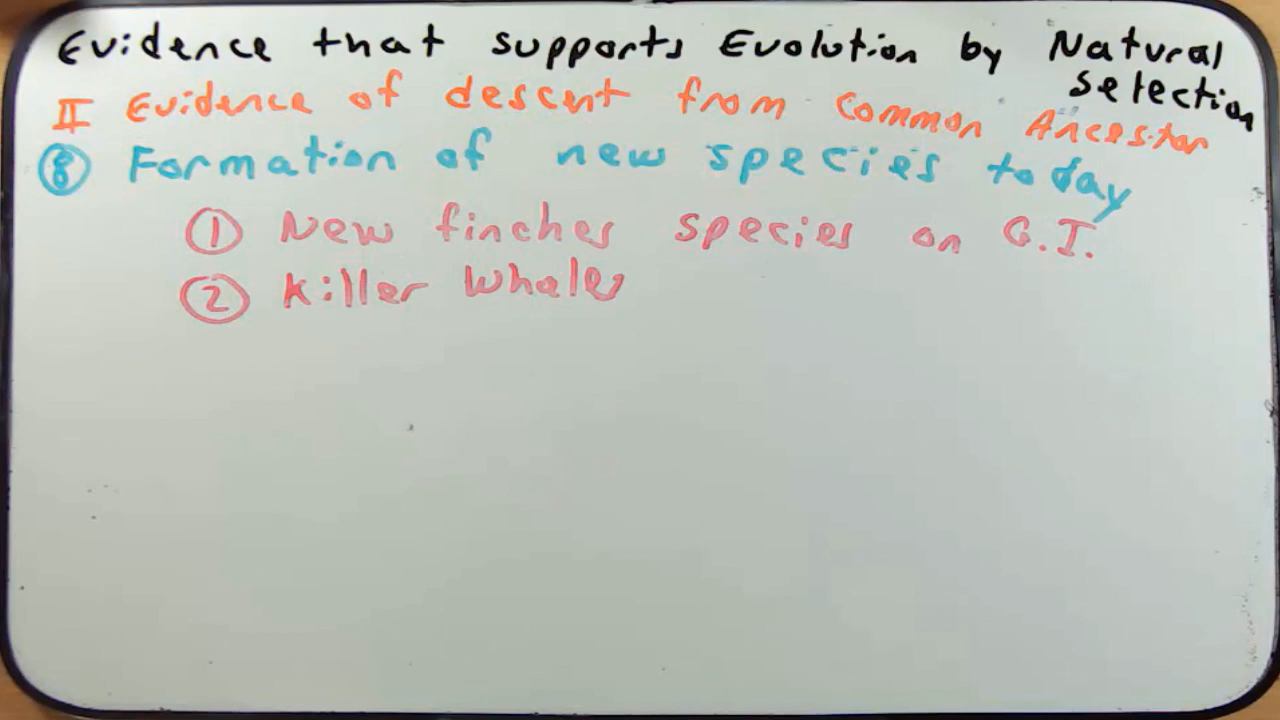 Evidence that supports Evolution by Natural
Selection
II Evidence of descent from Common Ancestor
⑧ Formation of new species today
① New finches species on G.I.
② Killer Whales